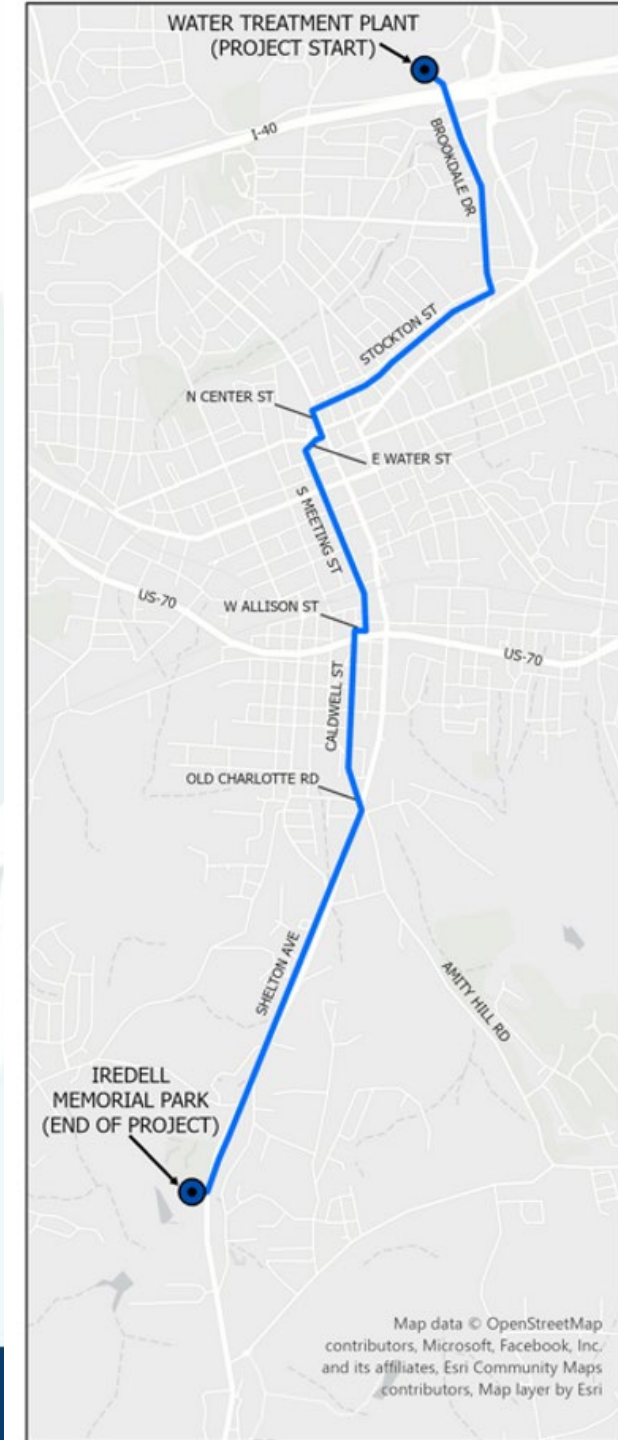 WATER TREATMENT PLANT
(PROJECT START)
I-40
BROOKDALE DR
STOCKTON ST
N CENTER ST
E WATER ST
S MEETING ST
US-70
W ALLISON ST
US-70
CALDWELL ST
OLD CHARLOTTE RD
SHELTON AVE
AMITY HILL RD
IREDELL
MEMORIAL PARK
(END OF PROJECT)
Map data © OpenStreetMap
contributors, Microsoft, Facebook, Inc.
and its affiliates, Esri Community Maps
contributors, Map layer by Esri